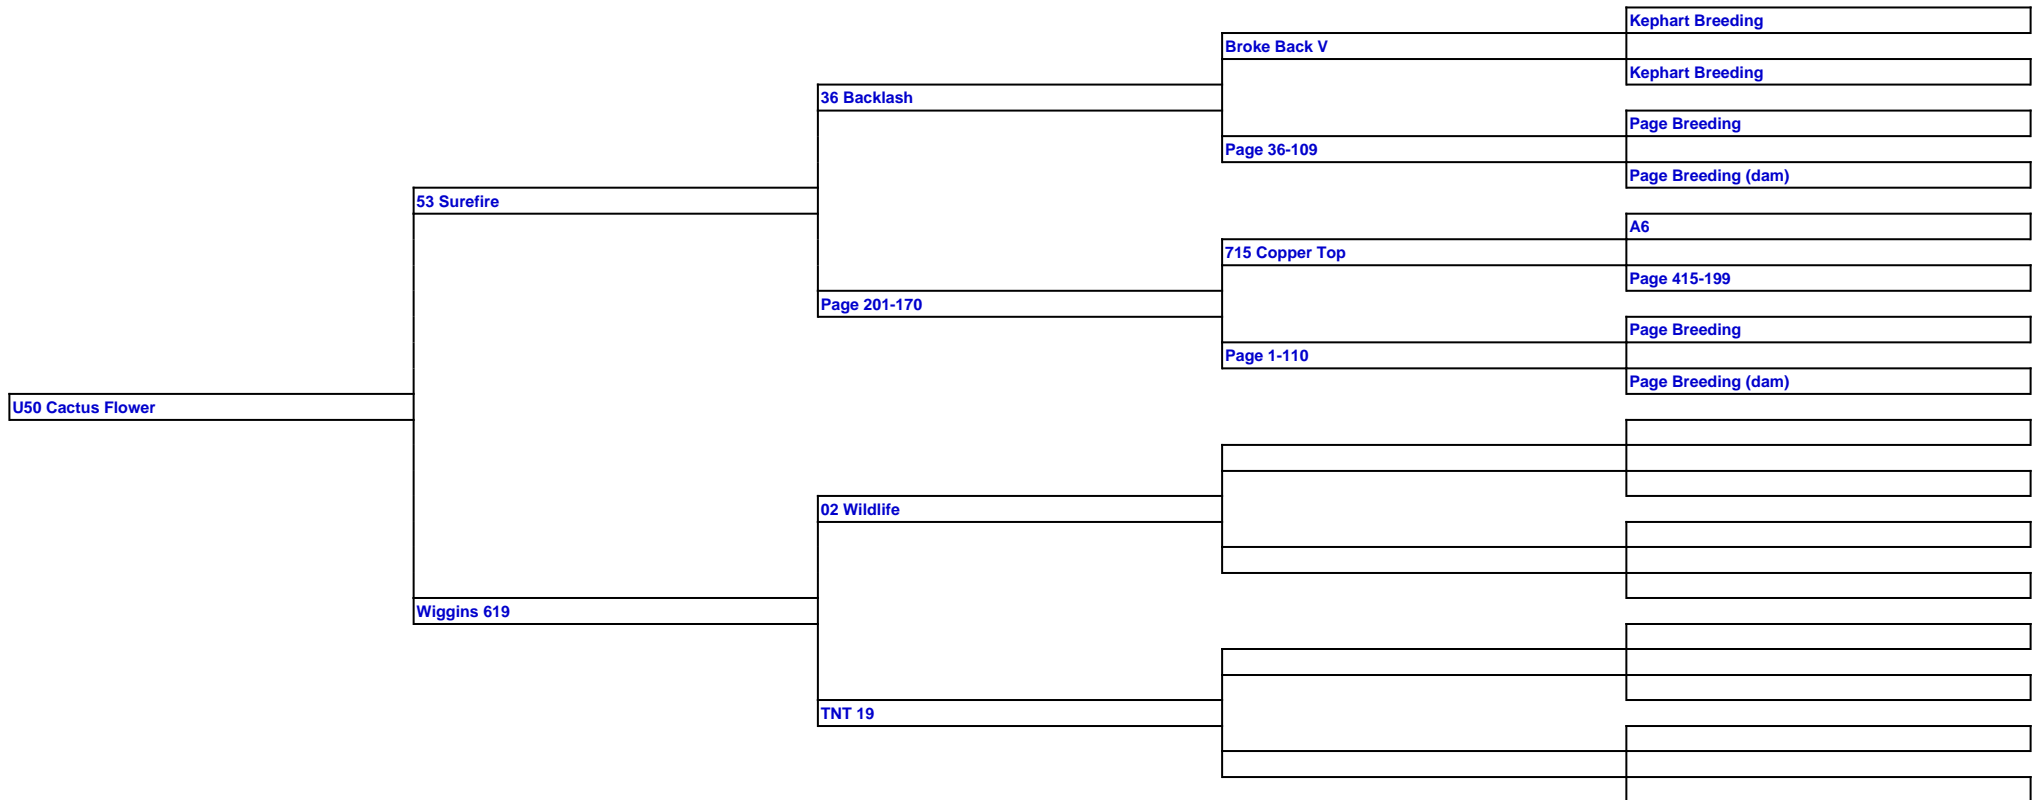 Kephart Breeding
Broke Back V
Kephart Breeding
36 Backlash
Page Breeding
Page 36-109
Page Breeding (dam)
53 Surefire
A6
715 Copper Top
Page 415-199
Page 201-170
Page Breeding
Page 1-110
Page Breeding (dam)
U50 Cactus Flower
02 Wildlife
Wiggins 619
TNT 19